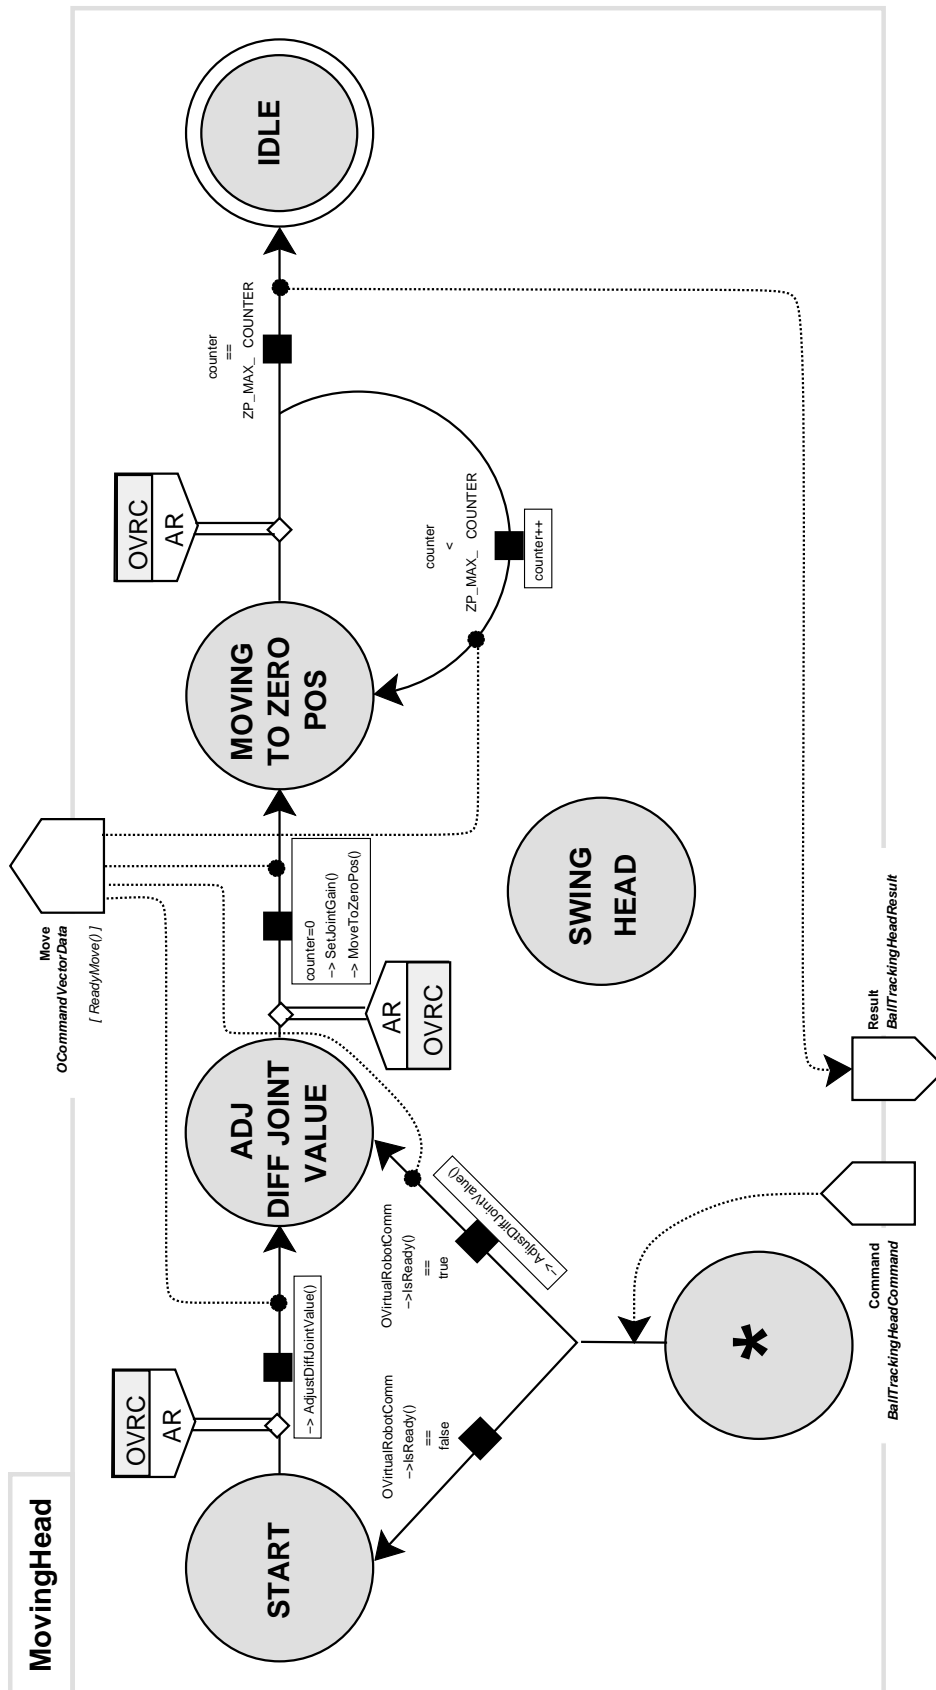 MovingHead
Move
OCommandVectorData
[ ReadyMove() ]
OVRC
AR
OVRC
AR
START
−> AdjustDiffJointValue()
ADJ
DIFF JOINT
VALUE
AR
OVRC
counter=0
−> SetJointGain()
−> MoveToZeroPos()
MOVING
TO ZERO
POS
counter
==
ZP_MAX_ COUNTER
IDLE
counter
<
ZP_MAX_ COUNTER
counter++
OVirtualRobotComm
−>IsReady()
==
false
OVirtualRobotComm
−>IsReady()
==
true
−> AdjustDiffJointValue()
SWING
HEAD
*
Command
BallTrackingHeadCommand
Result
BallTrackingHeadResult